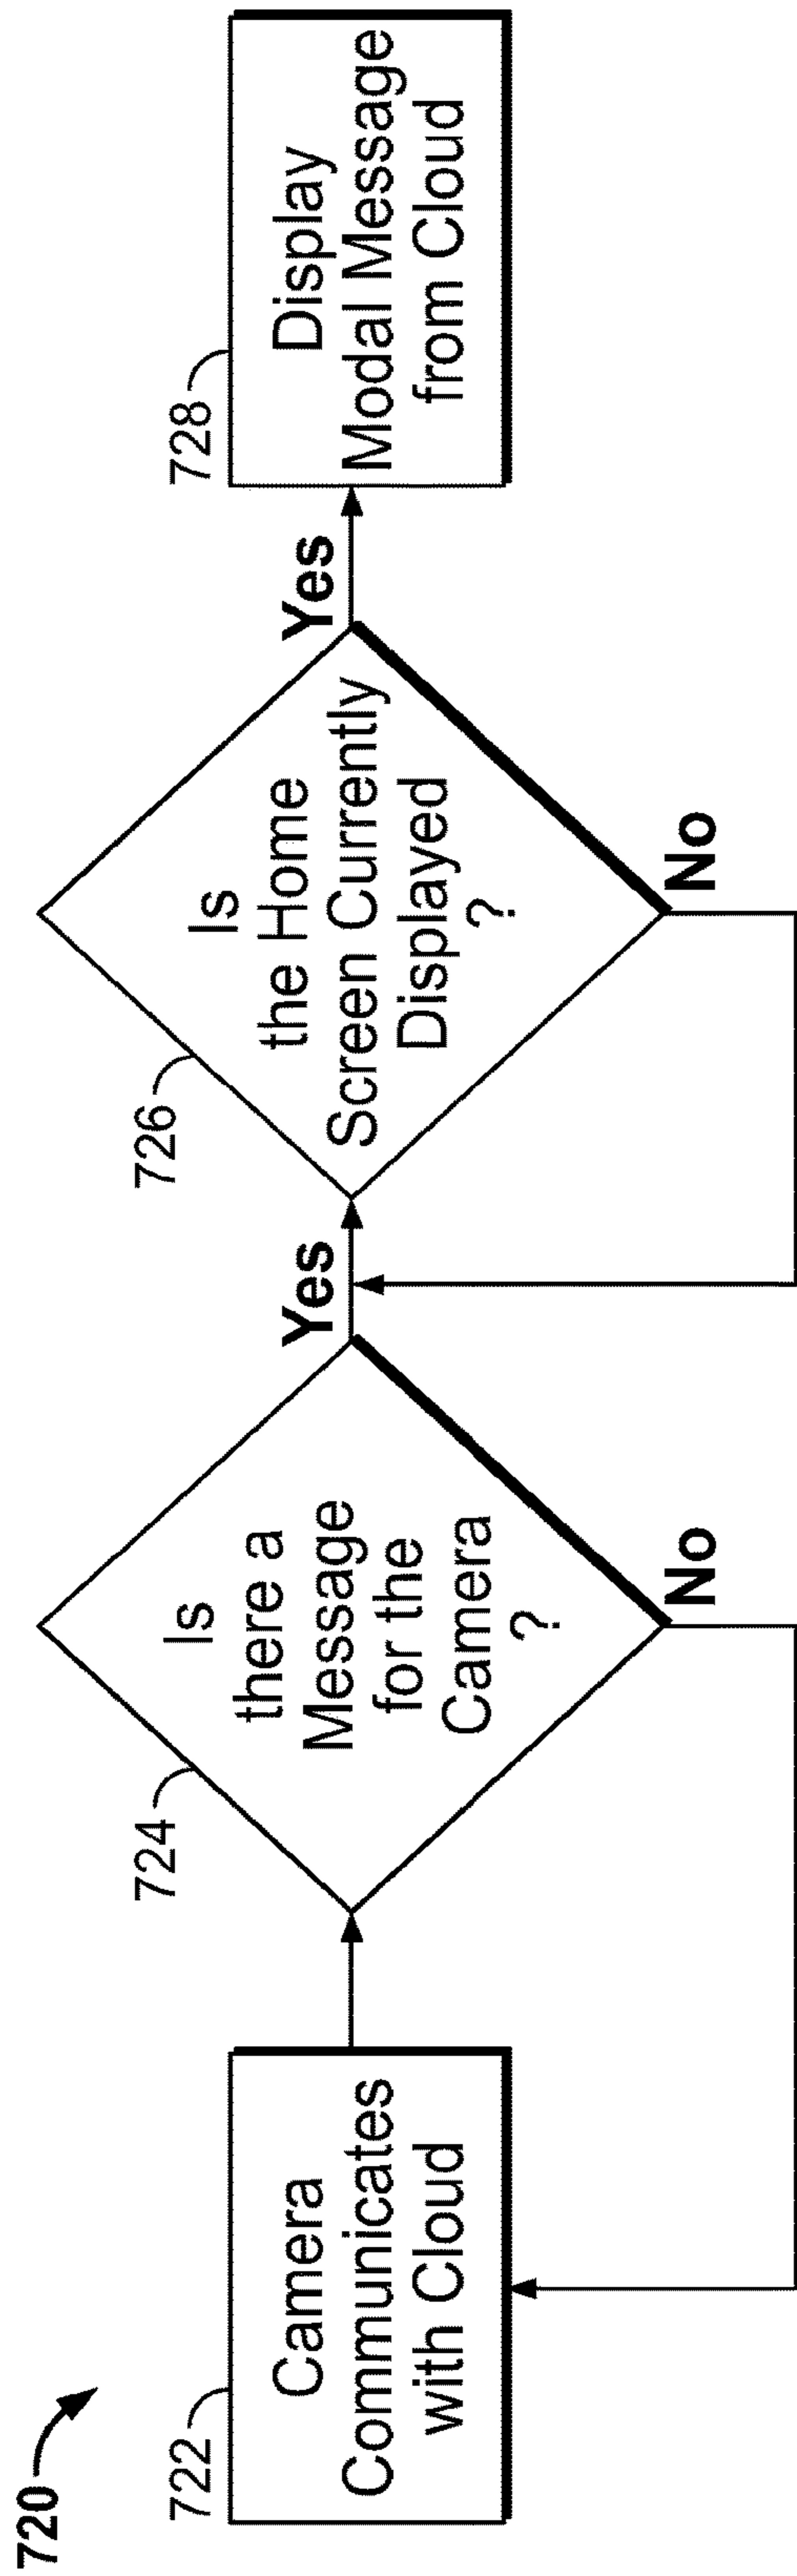 720
722
Camera
Communicates
with Cloud
724
Is
there a
Message
for the
Camera
?
No
Yes
726
Is
the Home
Screen Currently
Displayed
?
No
Yes
728
Display
Modal Message
from Cloud